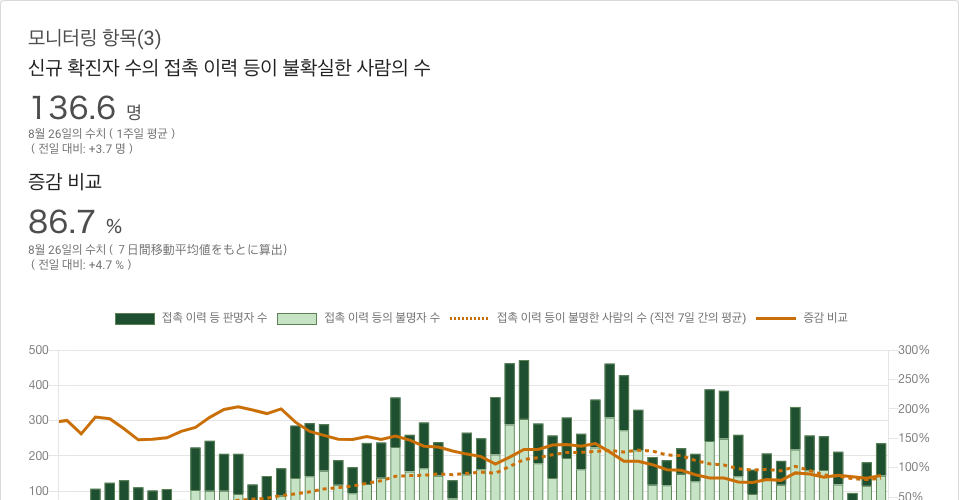 모니터링 항목(3)
신규 확진자 수의 접촉 이력 등이 불확실한 사람의 수
136.6 명
8월 26일의 수치 ( 1주일 평균 )
( 전일 대비: +3.7 명 )
증감 비교
86.7 %
8월 26일의 수치 ( 7日間移動平均値をもとに算出)
( 전일 대비: +4.7 % )
접촉 이력 등 판명자 수 접촉 이력 등의 불명자 수 접촉 이력 등이 불명한 사람의 수 (직전 7일 간의 평균) 증감 비교
500 300%
250%
400
200%
300
150%
200
100%
100
50%